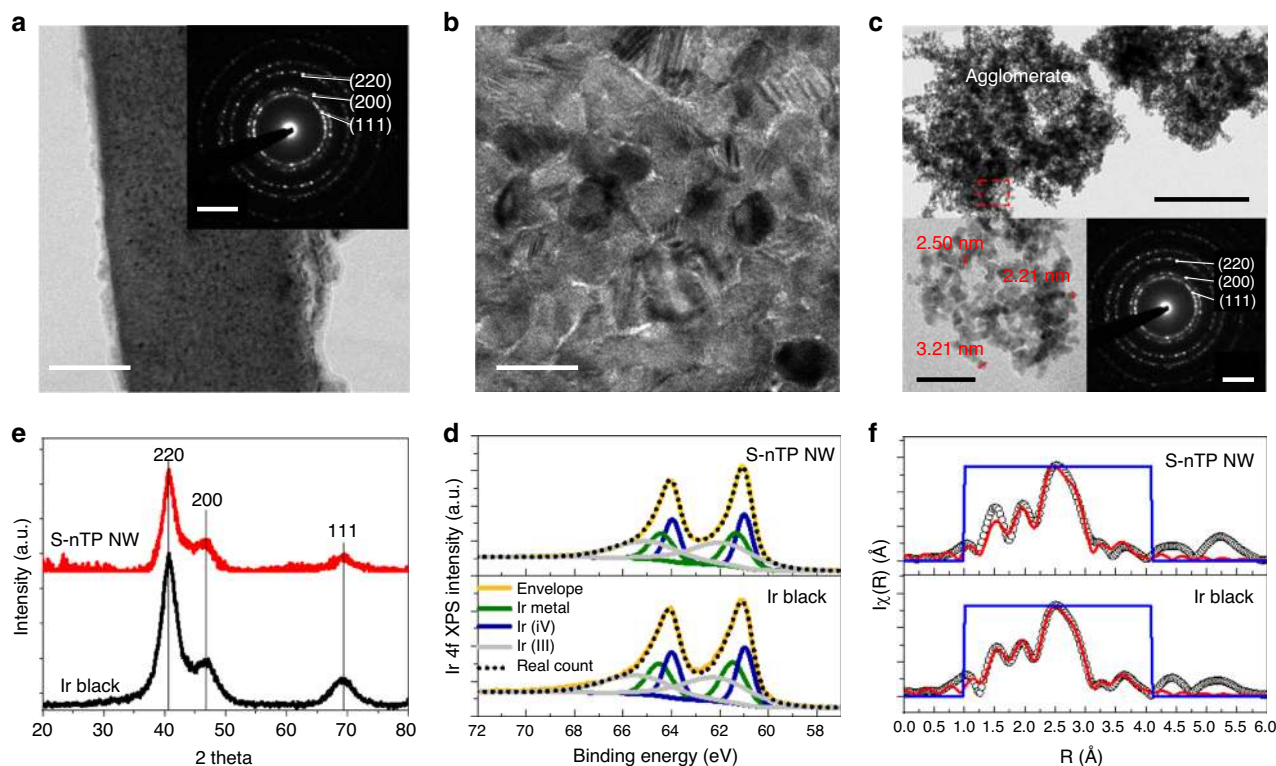 a
(220)
(200)
(111)
b
c
Agglomerate
2.50 nm
2.21 nm
3.21 nm
(220)
(200)
(111)
e
220
200
111
S-nTP NW
Ir black
Intensity (a.u.)
20 30 40 50 60 70 80
2 theta
d
S-nTP NW
Ir black
Envelope
Ir metal
Ir (iV)
Ir (III)
Real count
Ir 4f XPS intensity (a.u.)
72 70 68 66 64 62 60 58
Binding energy (eV)
f
S-nTP NW
Ir black
Iχ(R) (Å)
0.0 0.5 1.0 1.5 2.0 2.5 3.0 3.5 4.0 4.5 5.0 5.5 6.0
R (Å)